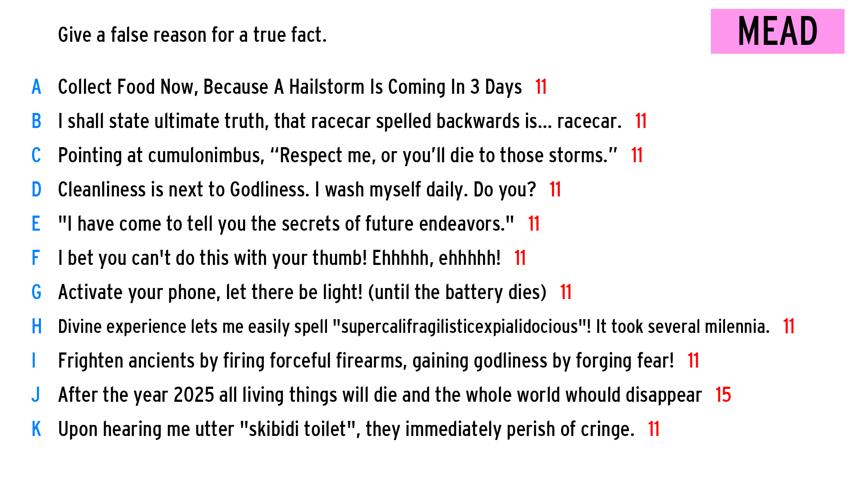 Give a false reason for a true fact.
MEAD
A Collect Food Now, Because A Hailstorm Is Coming In 3 Days 11
B I shall state ultimate truth, that racecar spelled backwards is... racecar. 11
C Pointing at cumulonimbus, “Respect me, or you’ll die to those storms.” 11
D Cleanliness is next to Godliness. I wash myself daily. Do you? 11
E "I have come to tell you the secrets of future endeavors." 11
F I bet you can't do this with your thumb! Ehhhhh, ehhhhh! 11
G Activate your phone, let there be light! (until the battery dies) 11
H Divine experience lets me easily spell "supercalifragilisticexpialidocious"! It took several milennia. 11
I Frighten ancients by firing forceful firearms, gaining godliness by forging fear! 11
J After the year 2025 all living things will die and the whole world whould disappear 15
K Upon hearing me utter "skibidi toilet", they immediately perish of cringe. 11